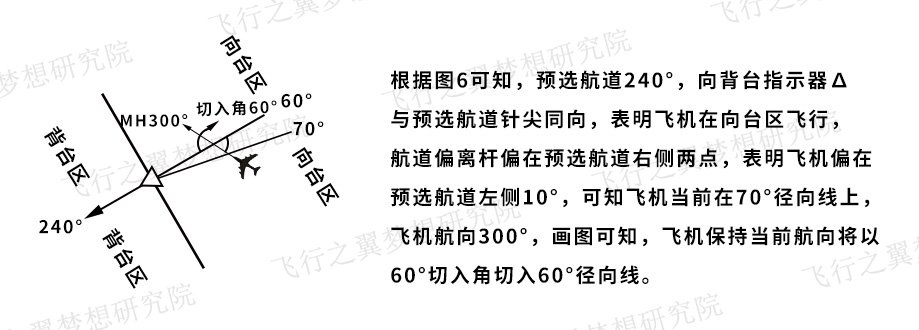 飞行之翼梦想研究院
向台区
背台区
MH300°
切入角60°
60°
70°
向台区
240°
背台区
根据图6可知，预选航道240°，向背台指示器Δ
与预选航道针尖同向，表明飞机在向台区飞行，
航道偏离杆偏在预选航道右侧两点，表明飞机偏在
预选航道左侧10°，可知飞机当前在70°径向线上，
飞机航向300°，画图可知，飞机保持当前航向将以
60°切入角切入60°径向线。